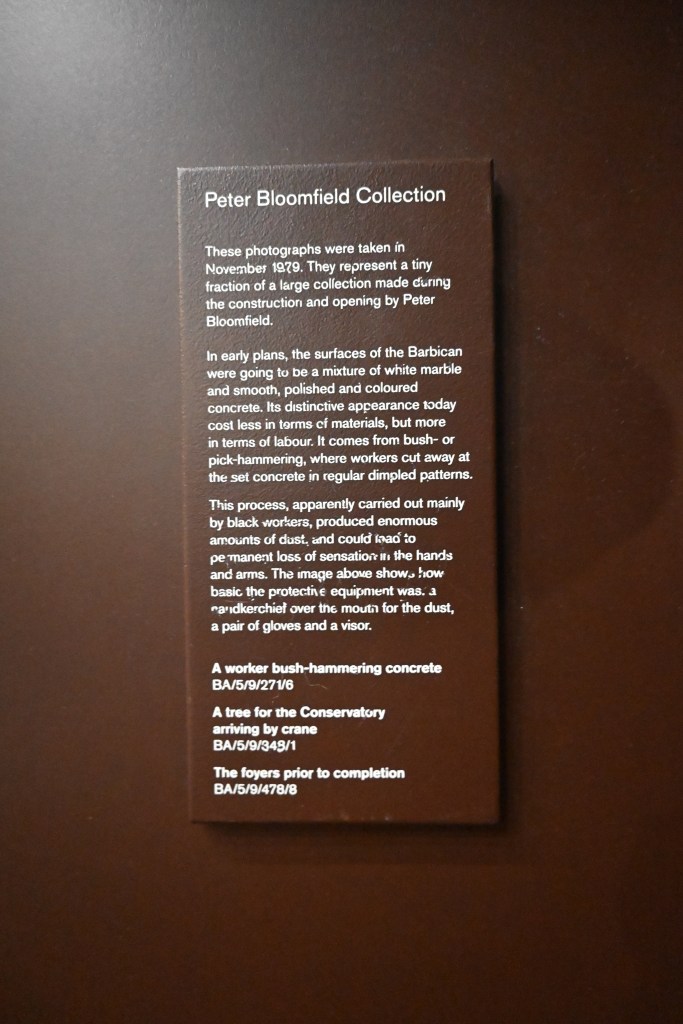 Peter Bloomfield Collection
These photographs were taken in
November 1979. They represent a tiny
fraction of a large collection made during
the construction and opening by Peter
Bloomfield.
In early plans, the surfaces of the Barbican
were going to be a mixture of white marble
and smooth, polished and coloured
concrete. Its distinctive appearance today
cost less in terms of materials, but more
in terms of labour. It comes from bush- or
pick-hammering, where workers cut away at
the set concrete in regular dimpled patterns.
This process, apparently carried out mainly
by black workers, produced enormous
amounts of dust, and could lead to
permanent loss of sensation in the hands
and arms. The image above shows how
basic the protective equipment was: a
handkerchief over the mouth for the dust,
a pair of gloves and a visor.
A worker bush-hammering concrete
BA/5/9/271/6
A tree for the Conservatory
arriving by crane
BA/5/9/349/1
The foyers prior to completion
BA/5/9/478/8